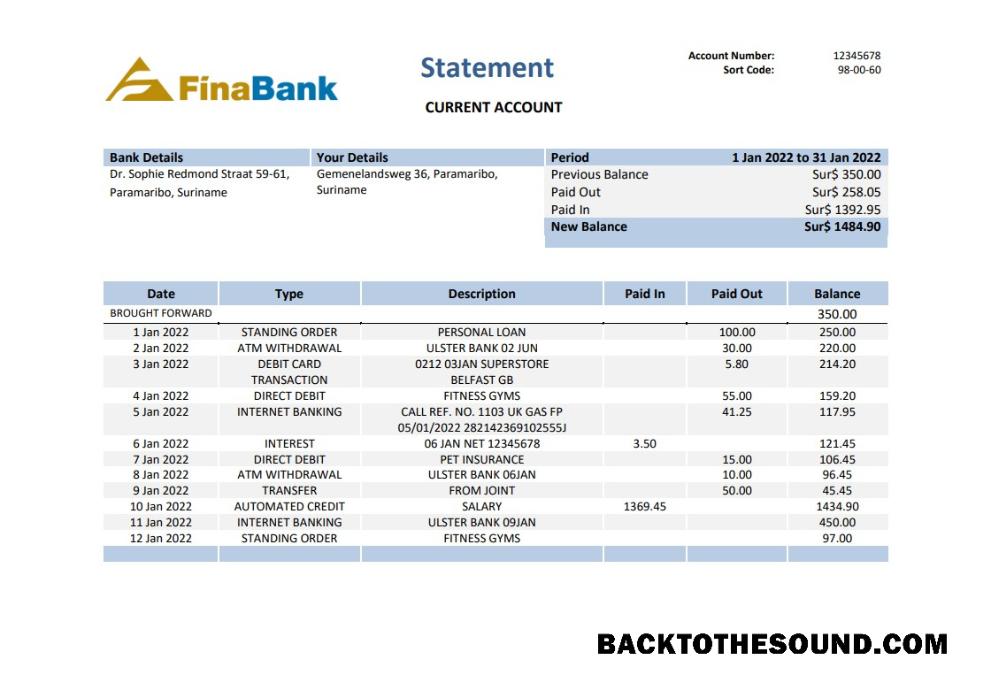 FinaBank
Statement
CURRENT ACCOUNT
Account Number: 12345678
Sort Code: 98-00-60
Bank Details
Dr. Sophie Redmond Straat 59-61,
Paramaribo, Suriname
Your Details
Gemenelandsweg 36, Paramaribo,
Suriname
Period 1 Jan 2022 to 31 Jan 2022
Previous Balance Sur$ 350.00
Paid Out Sur$ 258.05
Paid In Sur$ 1392.95
New Balance Sur$ 1484.90
Date Type Description Paid In Paid Out Balance
BROUGHT FORWARD 350.00
1 Jan 2022 STANDING ORDER PERSONAL LOAN 100.00 250.00
2 Jan 2022 ATM WITHDRAWAL ULSTER BANK 02 JUN 30.00 220.00
3 Jan 2022 DEBIT CARD 0212 03JAN SUPERSTORE 5.80 214.20
TRANSACTION BELFAST GB
4 Jan 2022 DIRECT DEBIT FITNESS GYMS 55.00 159.20
5 Jan 2022 INTERNET BANKING CALL REF. NO. 1103 UK GAS FP 41.25 117.95
05/01/2022 282142369102555J
6 Jan 2022 INTEREST 06 JAN NET 12345678 3.50 121.45
7 Jan 2022 DIRECT DEBIT PET INSURANCE 15.00 106.45
8 Jan 2022 ATM WITHDRAWAL ULSTER BANK 06JAN 10.00 96.45
9 Jan 2022 TRANSFER FROM JOINT 50.00 45.45
10 Jan 2022 AUTOMATED CREDIT SALARY 1369.45 1434.90
11 Jan 2022 INTERNET BANKING ULSTER BANK 09JAN 450.00
12 Jan 2022 STANDING ORDER FITNESS GYMS 97.00
BACKTOTHESOUND.COM